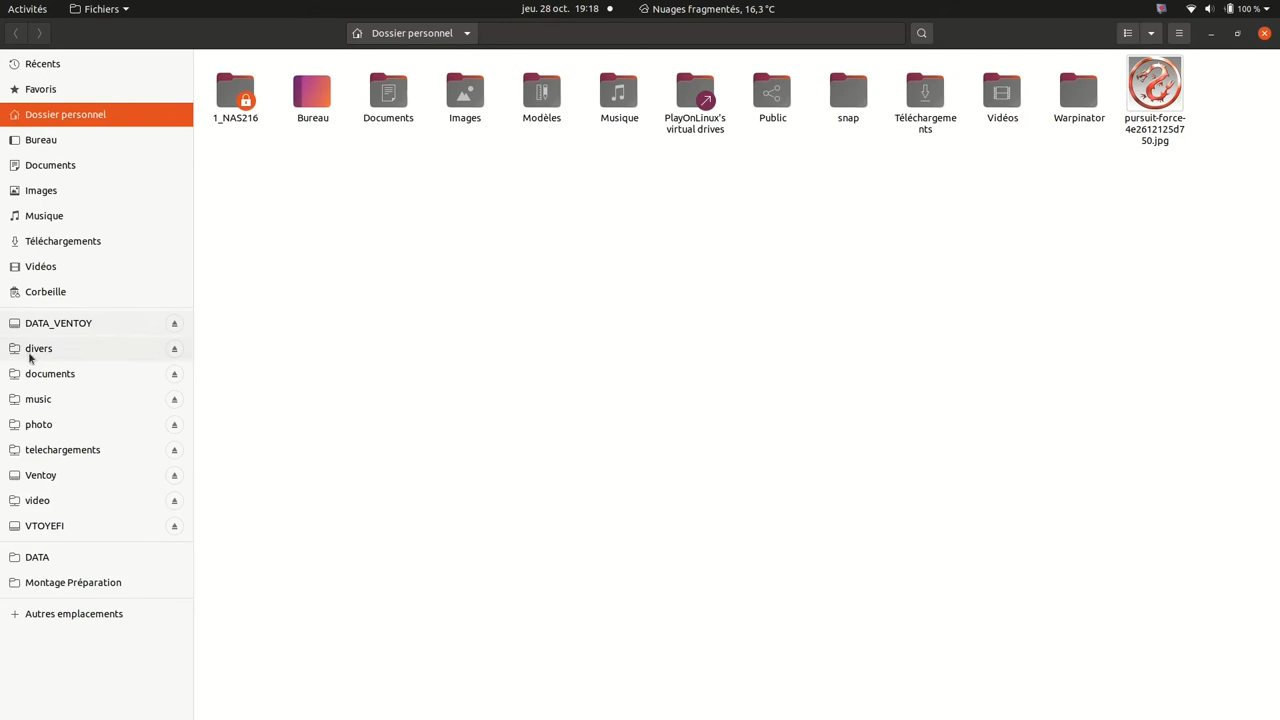 Activités Fichiers jeu. 28 oct. 19:18 Nuages fragmentés, 16,3 °C 100 %
Dossier personnel
Récents
Favoris
Dossier personnel
Bureau
Documents
Images
Musique
Téléchargements
Vidéos
Corbeille
DATA_VENTOY
divers
documents
music
photo
telechargements
Ventoy
video
VTOYEFI
DATA
Montage Préparation
Autres emplacements
1_NAS216
Bureau
Documents
Images
Modèles
Musique
PlayOnLinux's
virtual drives
Public
snap
Téléchargeme
nts
Vidéos
Warpinator
pursuit-force-
4e2612125d7
50.jpg